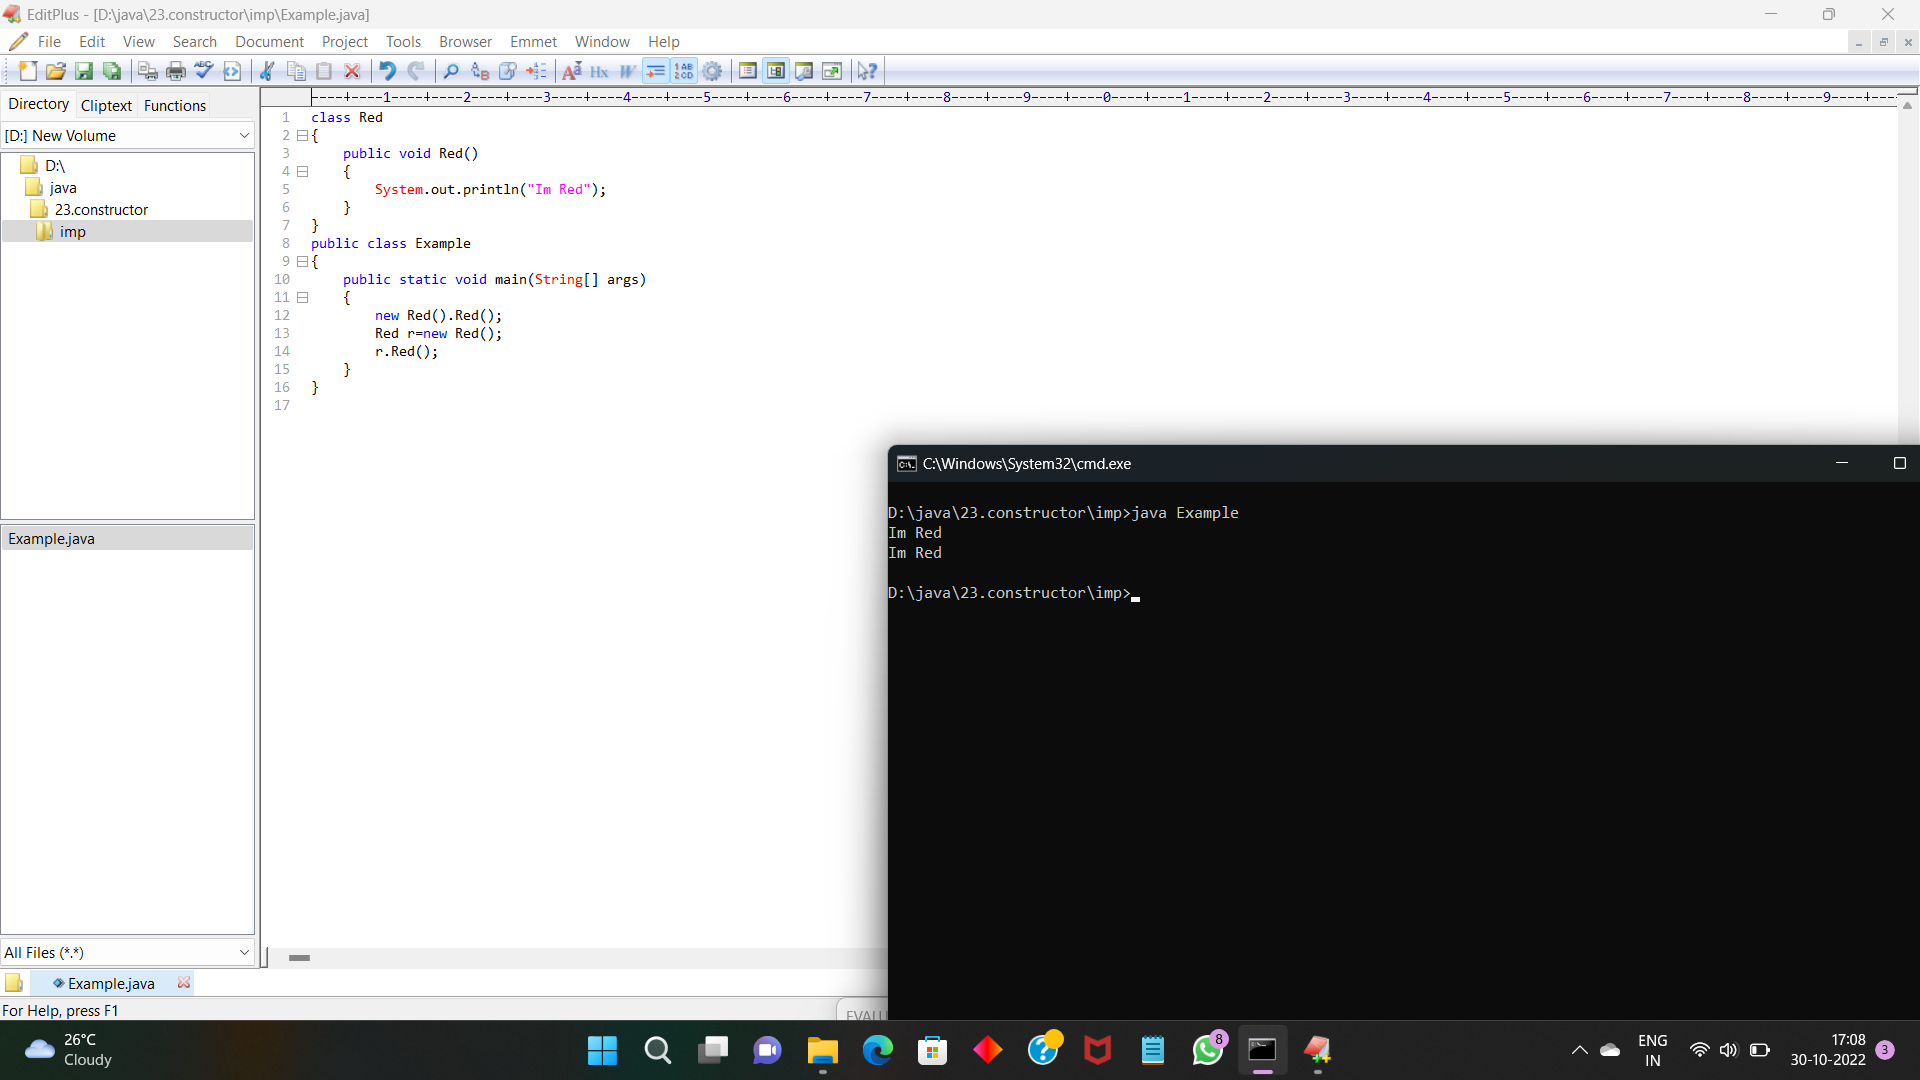 EditPlus - [D:\java\23.constructor\imp\Example.java]
File Edit View Search Document Project Tools Browser Emmet Window Help
Directory Cliptext Functions
[D:] New Volume
D:\
java
23.constructor
imp
Example.java
All Files (*.*)
Example.java
For Help, press F1
----+----1----+----2----+----3----+----4----+----5----+----6----+----7----+----8----+----9----+----0----+----1----+----2----+----3----+----4----+----5----+----6----+----7----+----8----+----9----+---
1 class Red
2 {
3 public void Red()
4 {
5 System.out.println("Im Red");
6 }
7 }
8 public class Example
9 {
10 public static void main(String[] args)
11 {
12 new Red().Red();
13 Red r=new Red();
14 r.Red();
15 }
16 }
17
C:\Windows\System32\cmd.exe
D:\java\23.constructor\imp>java Example
Im Red
Im Red
D:\java\23.constructor\imp>
26°C
Cloudy
8
ENG
IN
17:08
30-10-2022
3